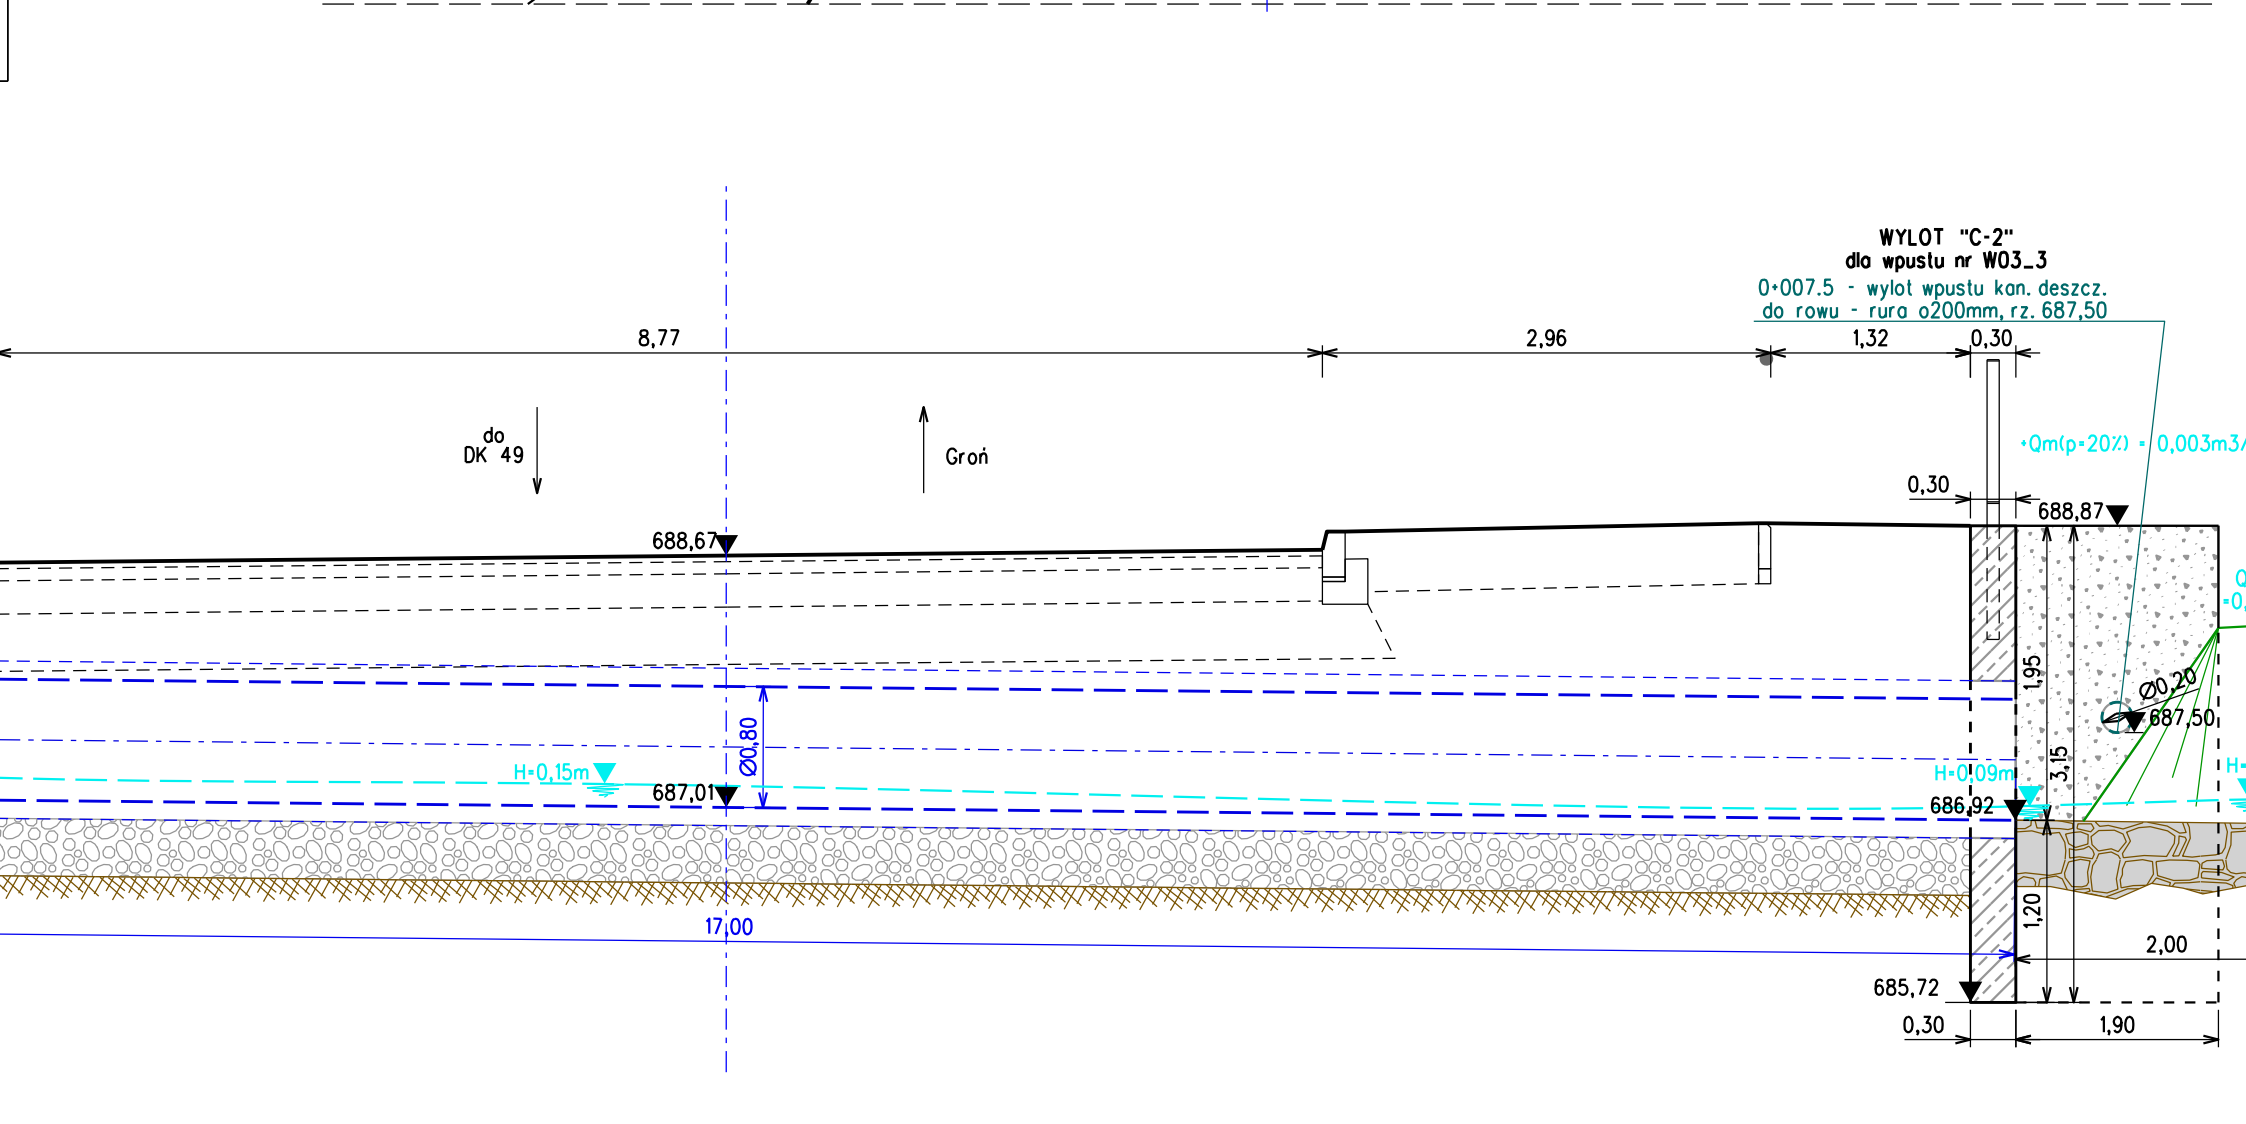 WYLOT "C-2"
dla wpustu nr W03_3
0+007.5 - wylot wpustu kan. deszcz.
do rowu - rura o200mm, rz. 687,50
8,77
2,96
1,32
0,30
do
DK 49
Groń
+Qm(p=20%) = 0,003m3/
0,30
688,87
688,67
1,95
Ø0,20
687,50
Ø0,80
3,15
H=0,15m
H=0,09m
H=
687,01
686,92
17,00
1,20
2,00
685,72
0,30
1,90